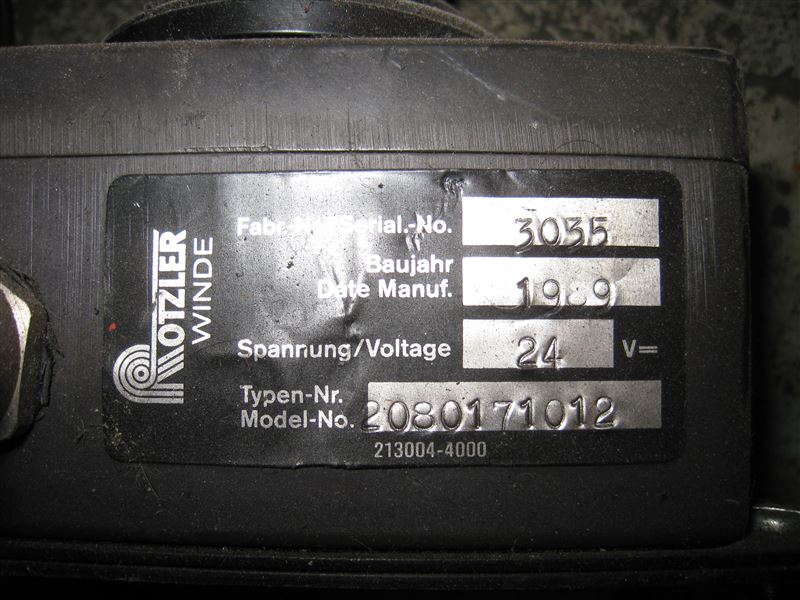 ROTZLER
WINDE
Fabr.-Nr./Serial.-No. 3035
Baujahr
Date Manuf. 1989
Spannung/Voltage 24 V=
Typen-Nr.
Model-No. 2080171012
213004-4000